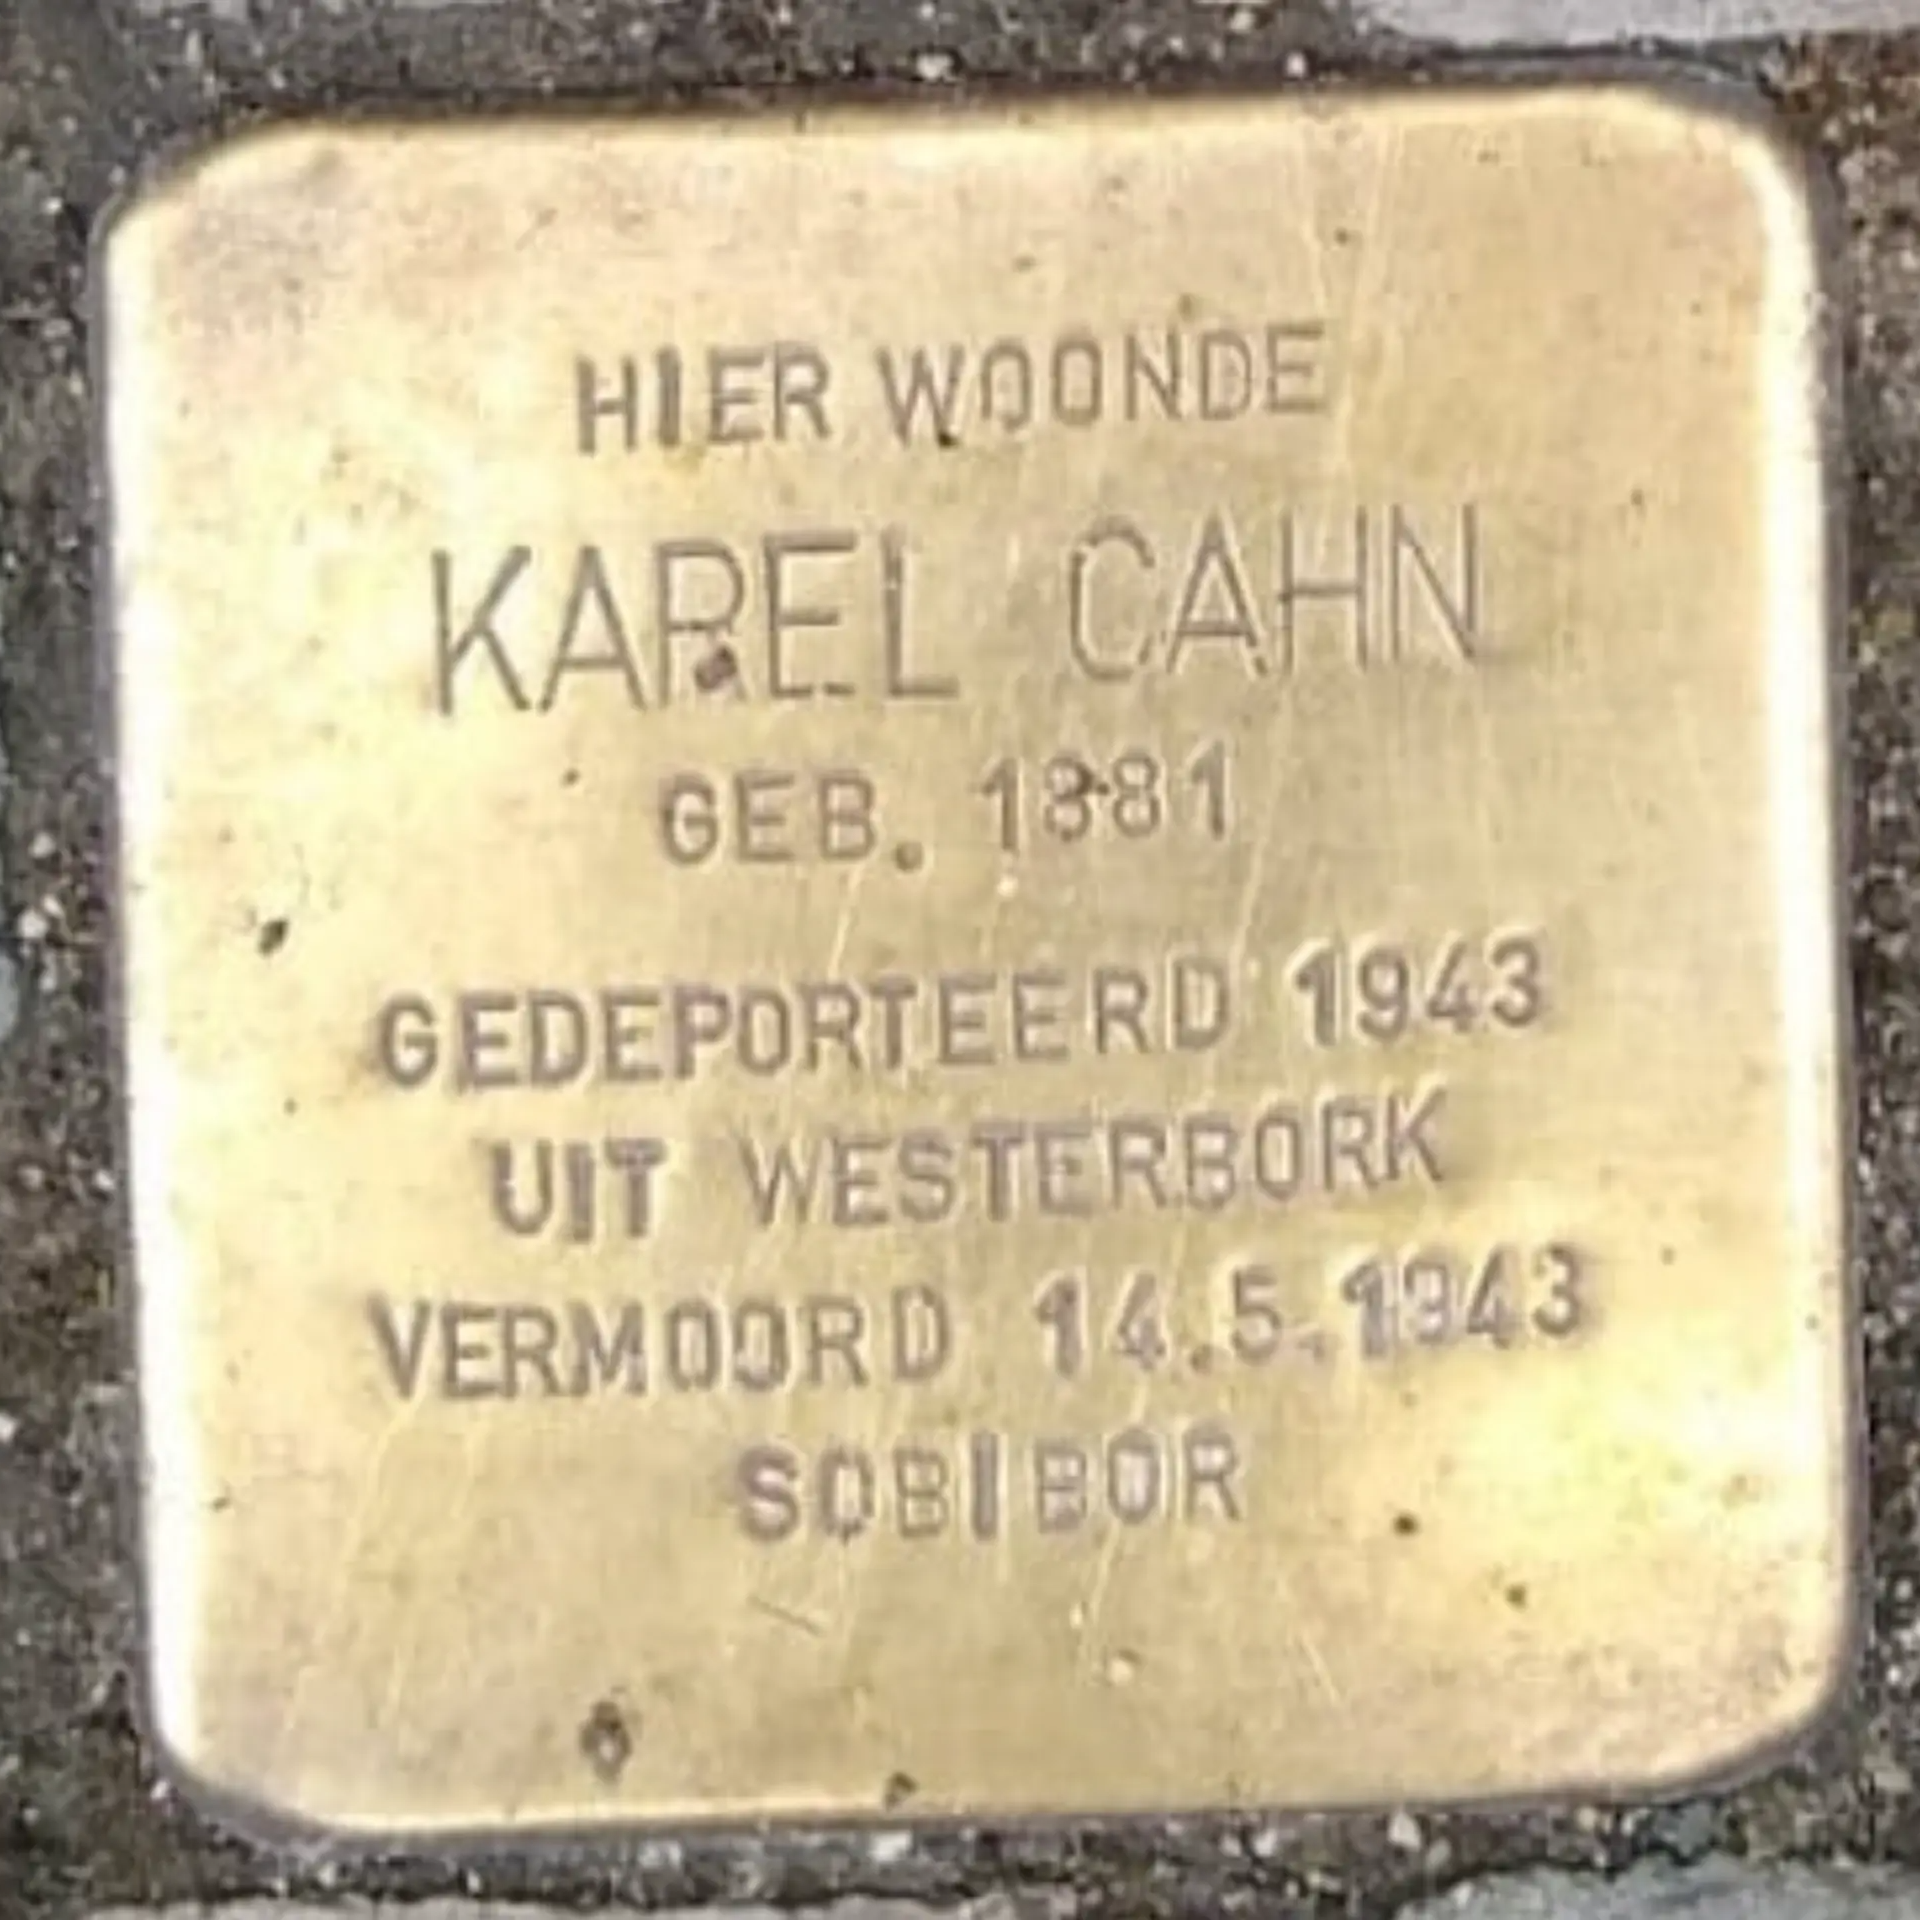 HIER WOONDE
KAREL CAHN
GEB. 1881
GEDEPORTEERD 1943
UIT WESTERBORK
VERMOORD 14.5.1943
SOBIBOR